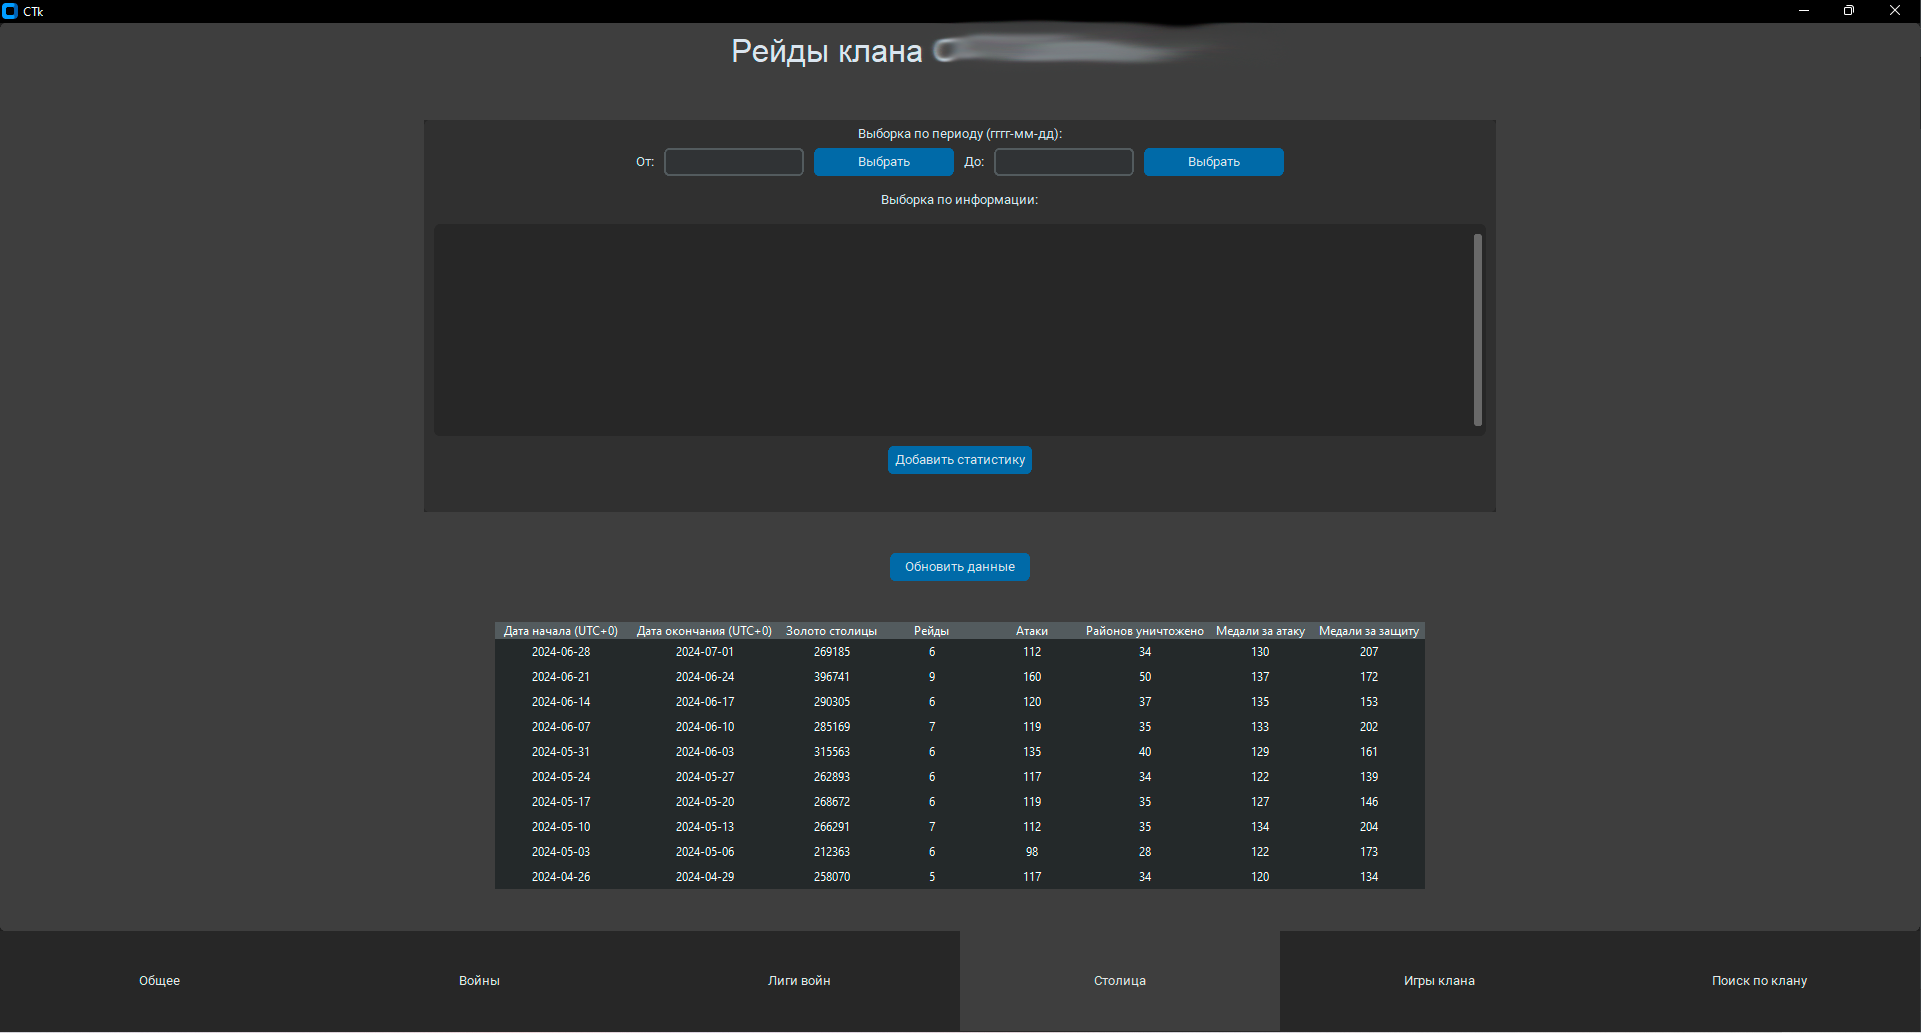 CTk
Рейды клана
Выборка по периоду (гггг-мм-дд):
От: Выбрать До: Выбрать
Выборка по информации:
Добавить статистику
Обновить данные
Дата начала (UTC+0) Дата окончания (UTC+0) Золото столицы Рейды Атаки Районов уничтожено Медали за атаку Медали за защиту
2024-06-28 2024-07-01 269185 6 112 34 130 207
2024-06-21 2024-06-24 396741 9 160 50 137 172
2024-06-14 2024-06-17 290305 6 120 37 135 153
2024-06-07 2024-06-10 285169 7 119 35 133 202
2024-05-31 2024-06-03 315563 6 135 40 129 161
2024-05-24 2024-05-27 262893 6 117 34 122 139
2024-05-17 2024-05-20 268672 6 119 35 127 146
2024-05-10 2024-05-13 266291 7 112 35 134 204
2024-05-03 2024-05-06 212363 6 98 28 122 173
2024-04-26 2024-04-29 258070 5 117 34 120 134
Общее Войны Лиги войн Столица Игры клана Поиск по клану